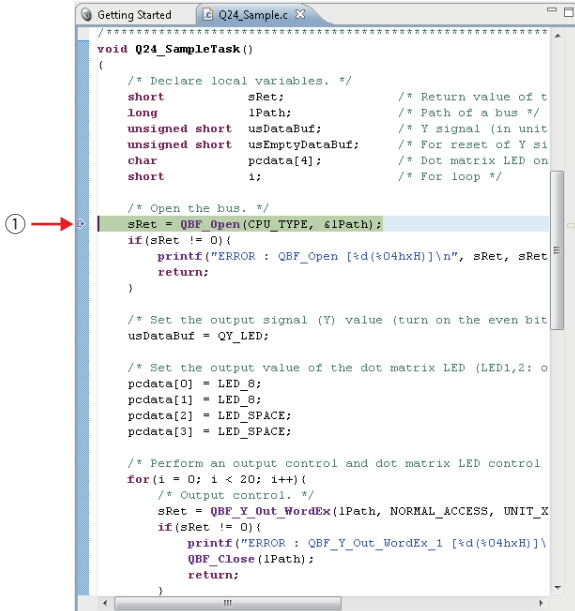 Getting Started
Q24_Sample.c
/************************************************************
void Q24_SampleTask()
{
/* Declare local variables. */
short sRet; /* Return value of t
long lPath; /* Path of a bus */
unsigned short usDataBuf; /* Y signal (in unit
unsigned short usEmptyDataBuf; /* For reset of Y si
char pcdata[4]; /* Dot matrix LED on
short i; /* For loop */
/* Open the bus. */
① sRet = QBF_Open(CPU_TYPE, &lPath);
if(sRet != 0){
printf("ERROR : QBF_Open [%d(%04hxH)]\n", sRet, sRet
return;
}
/* Set the output signal (Y) value (turn on the even bit
usDataBuf = QY_LED;
/* Set the output value of the dot matrix LED (LED1,2: o
pcdata[0] = LED_8;
pcdata[1] = LED_8;
pcdata[2] = LED_SPACE;
pcdata[3] = LED_SPACE;
/* Perform an output control and dot matrix LED control
for(i = 0; i < 20; i++){
/* Output control. */
sRet = QBF_Y_Out_WordEx(lPath, NORMAL_ACCESS, UNIT_X
if(sRet != 0){
printf("ERROR : QBF_Y_Out_WordEx_1 [%d(%04hxH)]\
QBF_Close(lPath);
return;
}